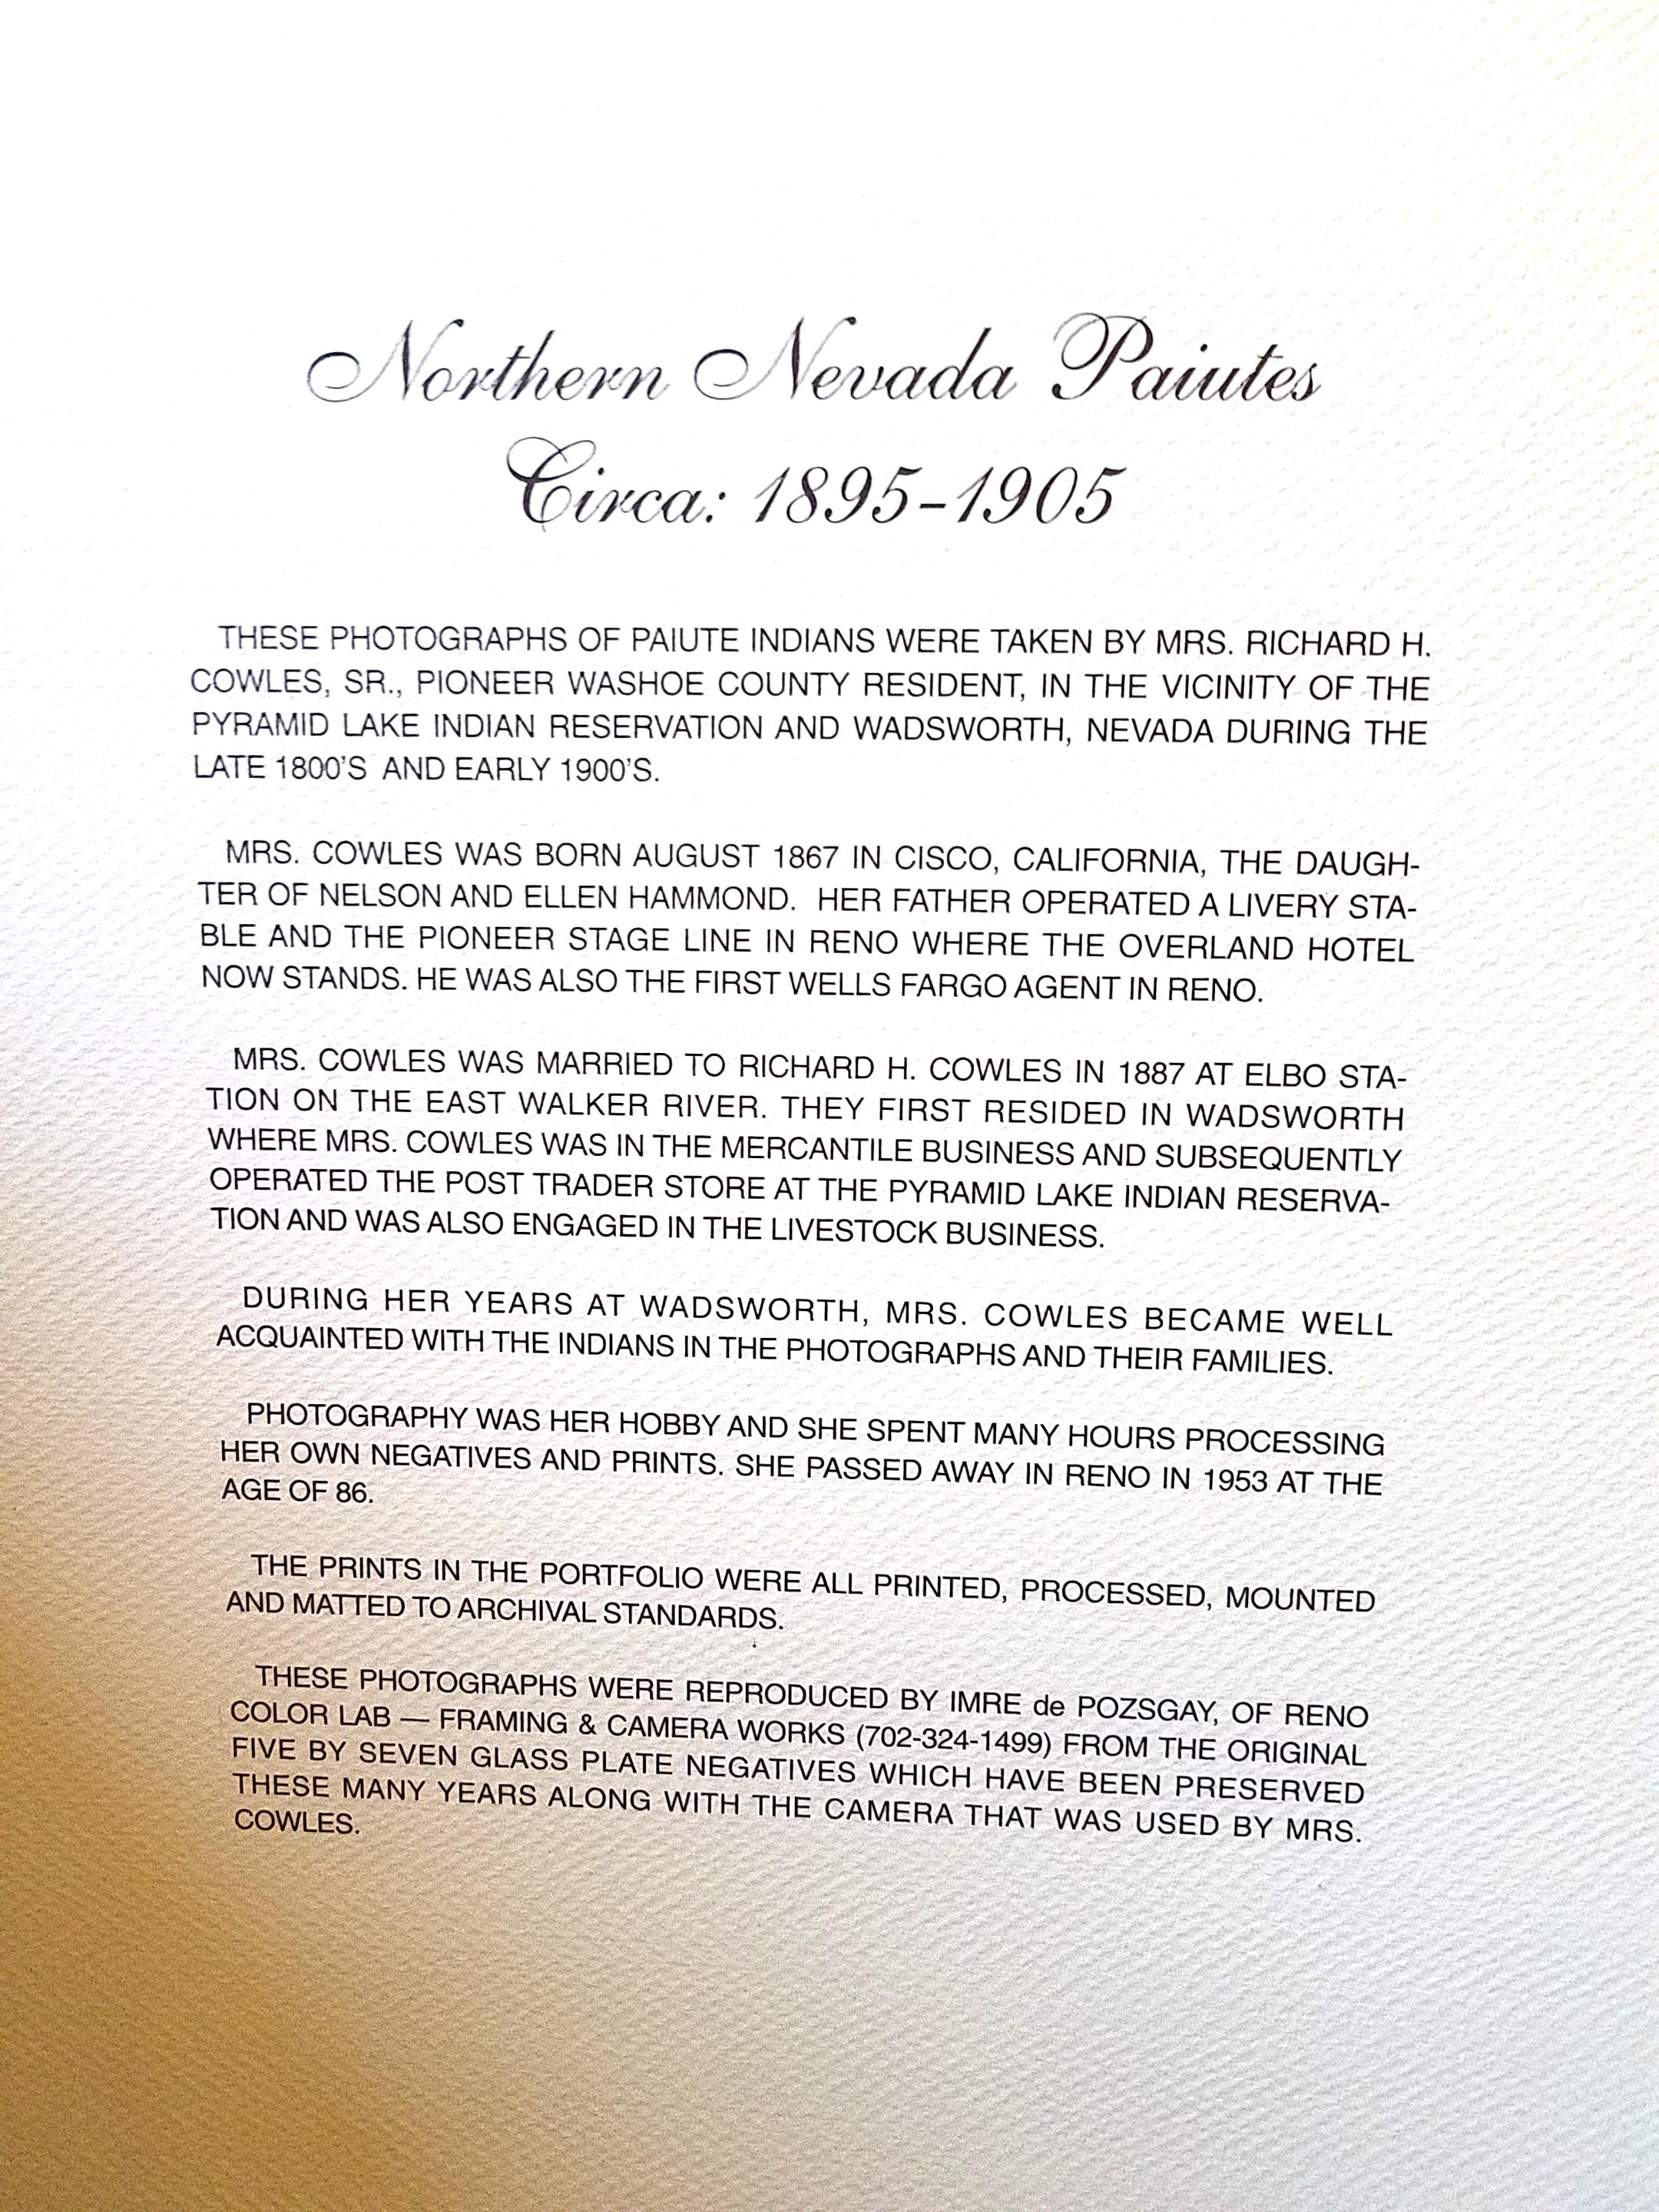 Northern Nevada Paiutes
Circa: 1895-1905
THESE PHOTOGRAPHS OF PAIUTE INDIANS WERE TAKEN BY MRS. RICHARD H.
COWLES, SR., PIONEER WASHOE COUNTY RESIDENT, IN THE VICINITY OF THE
PYRAMID LAKE INDIAN RESERVATION AND WADSWORTH, NEVADA DURING THE
LATE 1800'S AND EARLY 1900'S.
MRS. COWLES WAS BORN AUGUST 1867 IN CISCO, CALIFORNIA, THE DAUGH-
TER OF NELSON AND ELLEN HAMMOND. HER FATHER OPERATED A LIVERY STA-
BLE AND THE PIONEER STAGE LINE IN RENO WHERE THE OVERLAND HOTEL
NOW STANDS. HE WAS ALSO THE FIRST WELLS FARGO AGENT IN RENO.
MRS. COWLES WAS MARRIED TO RICHARD H. COWLES IN 1887 AT ELBO STA-
TION ON THE EAST WALKER RIVER. THEY FIRST RESIDED IN WADSWORTH
WHERE MRS. COWLES WAS IN THE MERCANTILE BUSINESS AND SUBSEQUENTLY
OPERATED THE POST TRADER STORE AT THE PYRAMID LAKE INDIAN RESERVA-
TION AND WAS ALSO ENGAGED IN THE LIVESTOCK BUSINESS.
DURING HER YEARS AT WADSWORTH, MRS. COWLES BECAME WELL
ACQUAINTED WITH THE INDIANS IN THE PHOTOGRAPHS AND THEIR FAMILIES.
PHOTOGRAPHY WAS HER HOBBY AND SHE SPENT MANY HOURS PROCESSING
HER OWN NEGATIVES AND PRINTS. SHE PASSED AWAY IN RENO IN 1953 AT THE
AGE OF 86.
THE PRINTS IN THE PORTFOLIO WERE ALL PRINTED, PROCESSED, MOUNTED
AND MATTED TO ARCHIVAL STANDARDS.
THESE PHOTOGRAPHS WERE REPRODUCED BY IMRE de POZSGAY, OF RENO
COLOR LAB — FRAMING & CAMERA WORKS (702-324-1499) FROM THE ORIGINAL
FIVE BY SEVEN GLASS PLATE NEGATIVES WHICH HAVE BEEN PRESERVED
THESE MANY YEARS ALONG WITH THE CAMERA THAT WAS USED BY MRS.
COWLES.